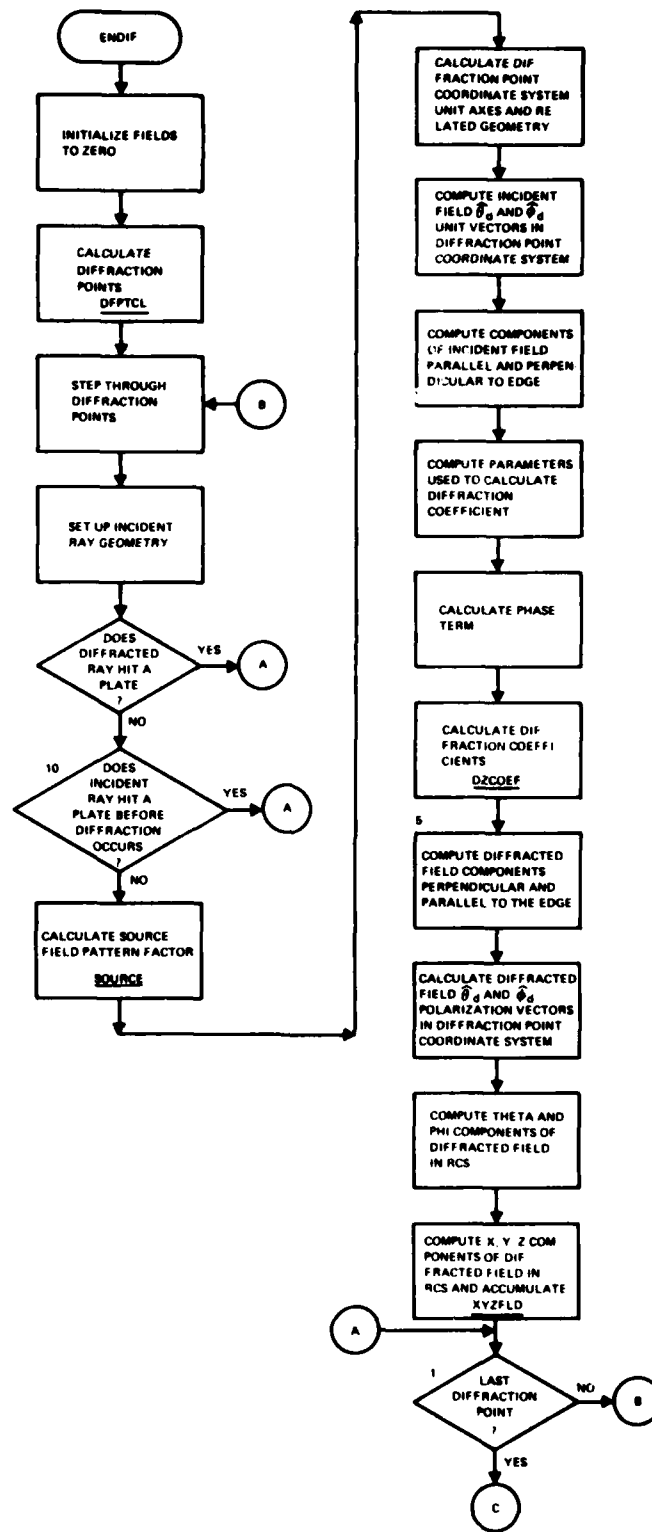 ENDIF
INITIALIZE FIELDS
TO ZERO
CALCULATE
DIFFRACTION
POINTS
DFPTCL
STEP THROUGH
DIFFRACTION
POINTS
B
SET UP INCIDENT
RAY GEOMETRY
DOES
DIFFRACTED
RAY HIT A
PLATE
?
YES
A
NO
10
DOES
INCIDENT
RAY HIT A
PLATE BEFORE
DIFFRACTION
OCCURS
?
YES
A
NO
CALCULATE SOURCE
FIELD PATTERN FACTOR
SOURCE
CALCULATE DIF
FRACTION POINT
COORDINATE SYSTEM
UNIT AXES AND RE
LATED GEOMETRY
COMPUTE INCIDENT
FIELD θ̂d AND φ̂d
UNIT VECTORS IN
DIFFRACTION POINT
COORDINATE SYSTEM
COMPUTE COMPONENTS
OF INCIDENT FIELD
PARALLEL AND PERPEN
DICULAR TO EDGE
COMPUTE PARAMETERS
USED TO CALCULATE
DIFFRACTION
COEFFICIENT
CALCULATE PHASE
TERM
CALCULATE DIF
FRACTION COEFFI
CIENTS
DZCOEF
5
COMPUTE DIFFRACTED
FIELD COMPONENTS
PERPENDICULAR AND
PARALLEL TO THE EDGE
CALCULATE DIFFRACTED
FIELD θ̂d AND φ̂d
POLARIZATION VECTORS
IN DIFFRACTION POINT
COORDINATE SYSTEM
COMPUTE THETA AND
PHI COMPONENTS OF
DIFFRACTED FIELD
IN RCS
COMPUTE X, Y, Z COM
PONENTS OF DIF
FRACTED FIELD IN
RCS AND ACCUMULATE
XYZFLD
A
1
LAST
DIFFRACTION
POINT
?
NO
B
YES
C